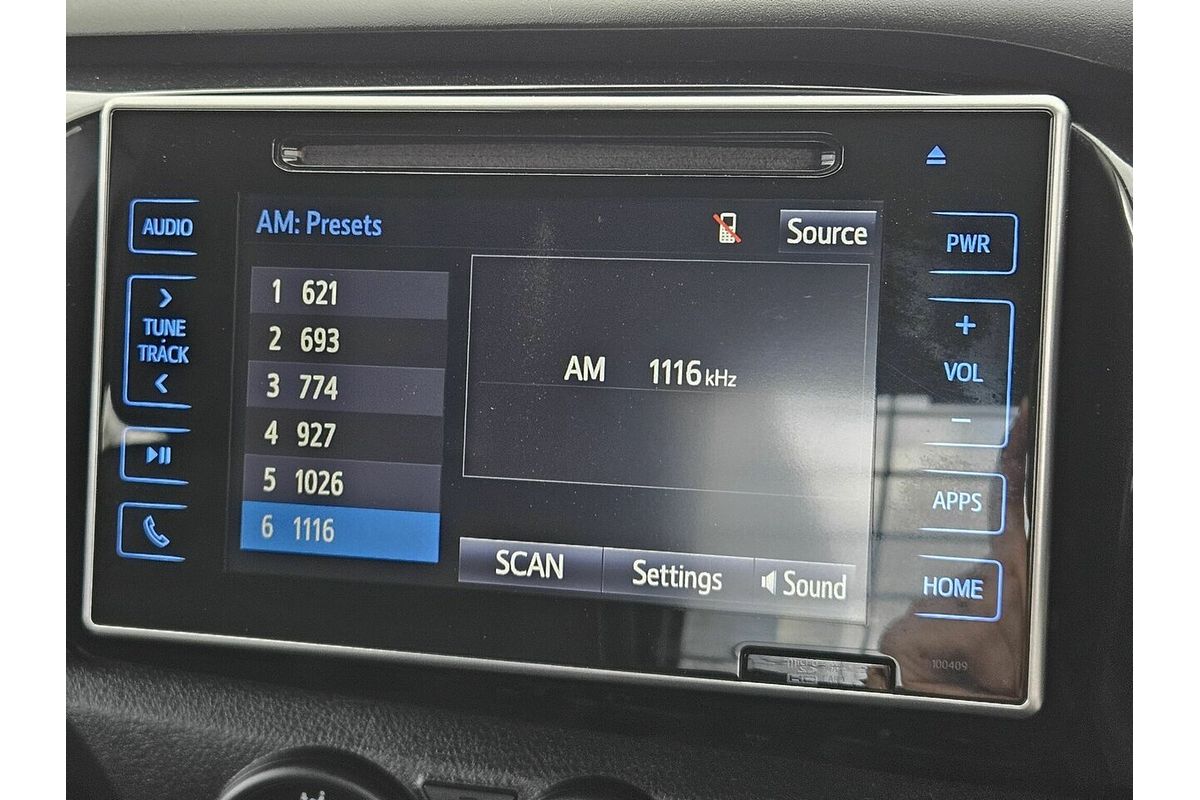 AUDIO
TUNE
TRACK
AM: Presets
Source
1 621
2 693
3 774
4 927
5 1026
6 1116
AM 1116 kHz
SCAN
Settings
Sound
PWR
+
VOL
-
APPS
HOME
100409